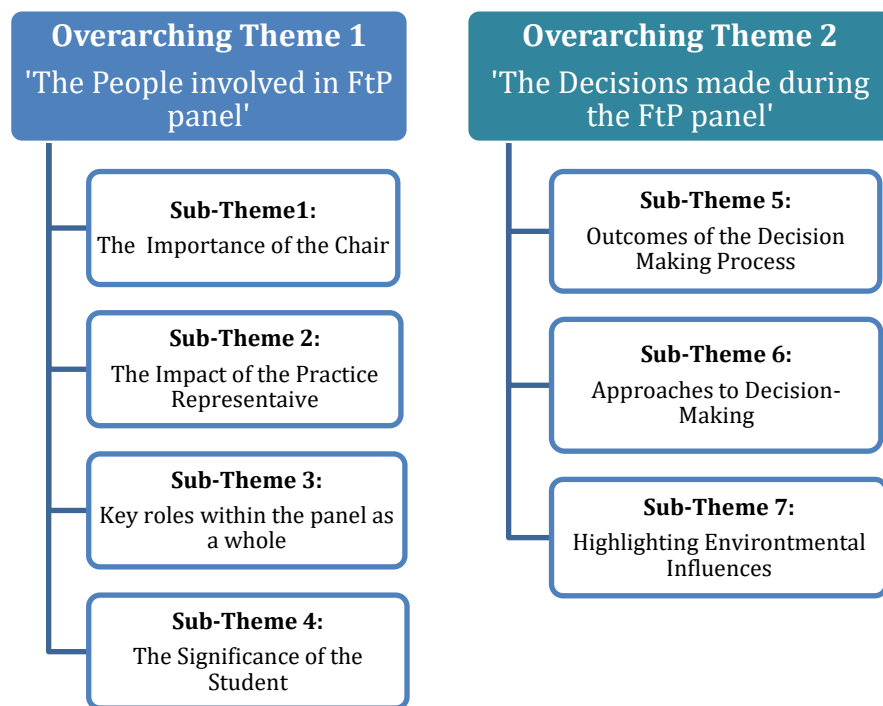 Overarching Theme 1
'The People involved in FtP
panel'
Sub-Theme1:
The Importance of the Chair
Sub-Theme 2:
The Impact of the Practice
Representaive
Sub-Theme 3:
Key roles within the panel as
a whole
Sub-Theme 4:
The Significance of the
Student
Overarching Theme 2
'The Decisions made during
the FtP panel'
Sub-Theme 5:
Outcomes of the Decision
Making Process
Sub-Theme 6:
Approaches to Decision-
Making
Sub-Theme 7:
Highlighting Environtmental
Influences